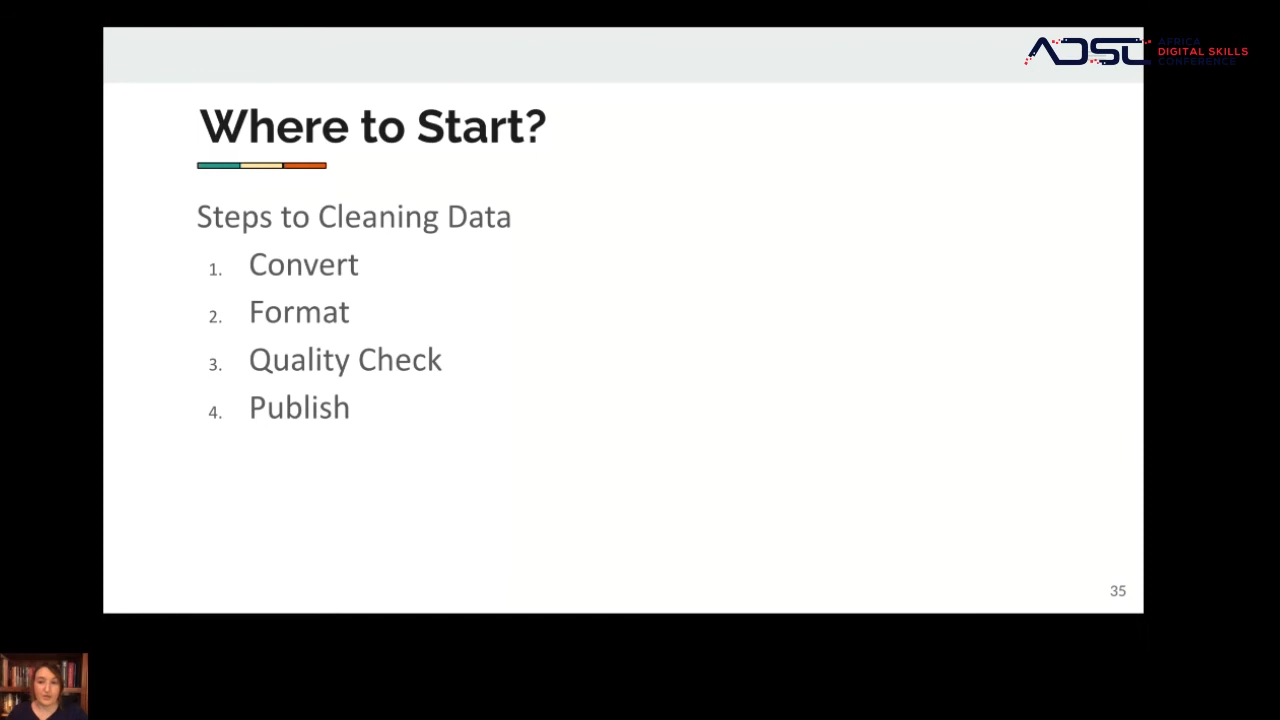 ADSC
AFRICA
DIGITAL SKILLS
CONFERENCE
Where to Start?
Steps to Cleaning Data
1. Convert
2. Format
3. Quality Check
4. Publish
35